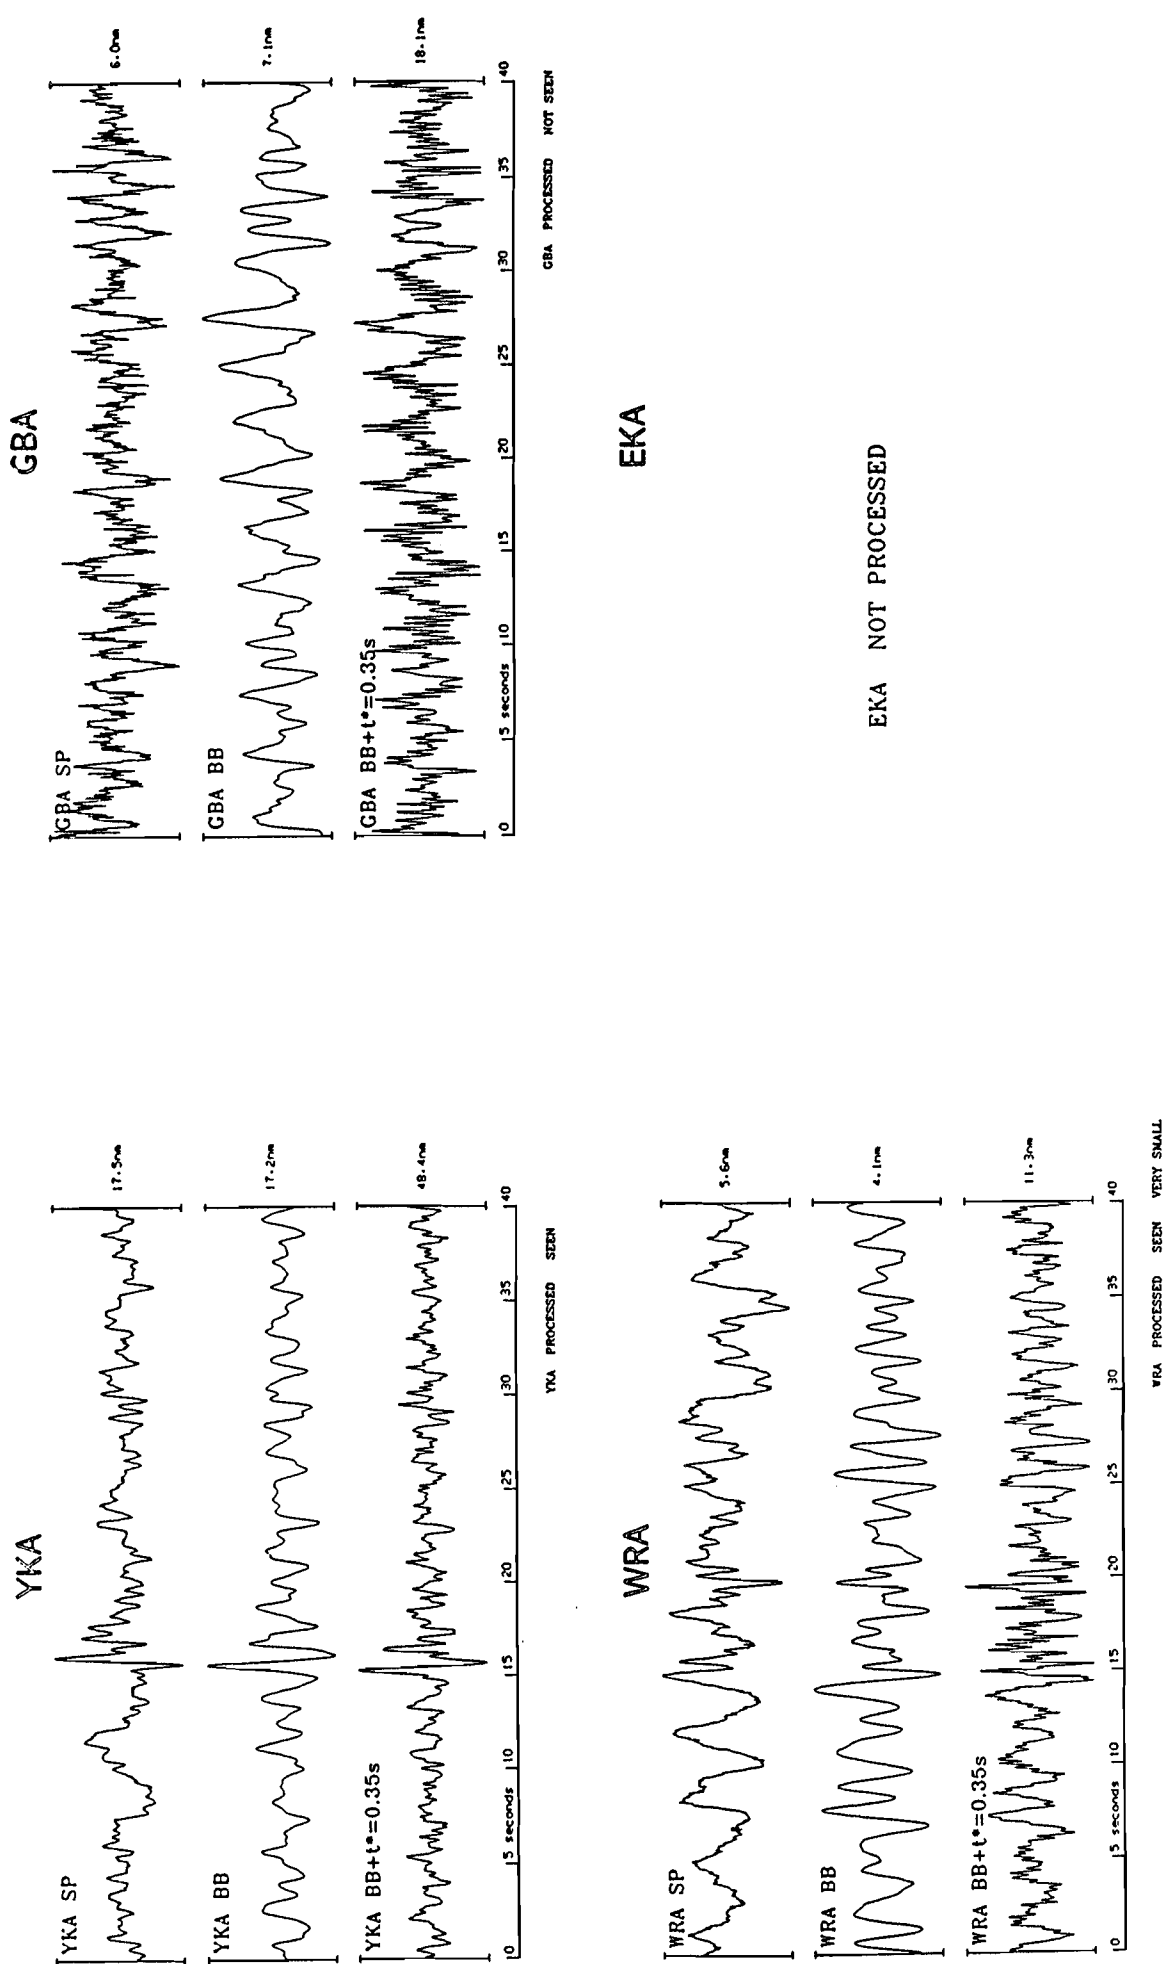 YKA
YKA SP
17.5nm
YKA BB
17.2nm
YKA BB+t*=0.35s
48.4nm
0 5 seconds 10 15 20 25 30 35 40
YKA PROCESSED SEEN
GBA
GBA SP
6.0nm
GBA BB
7.1nm
GBA BB+t*=0.35s
18.1nm
0 5 seconds 10 15 20 25 30 35 40
GBA PROCESSED NOT SEEN
WRA
WRA SP
5.6nm
WRA BB
4.1nm
WRA BB+t*=0.35s
11.3nm
0 5 seconds 10 15 20 25 30 35 40
WRA PROCESSED SEEN VERY SMALL
EKA
EKA NOT PROCESSED